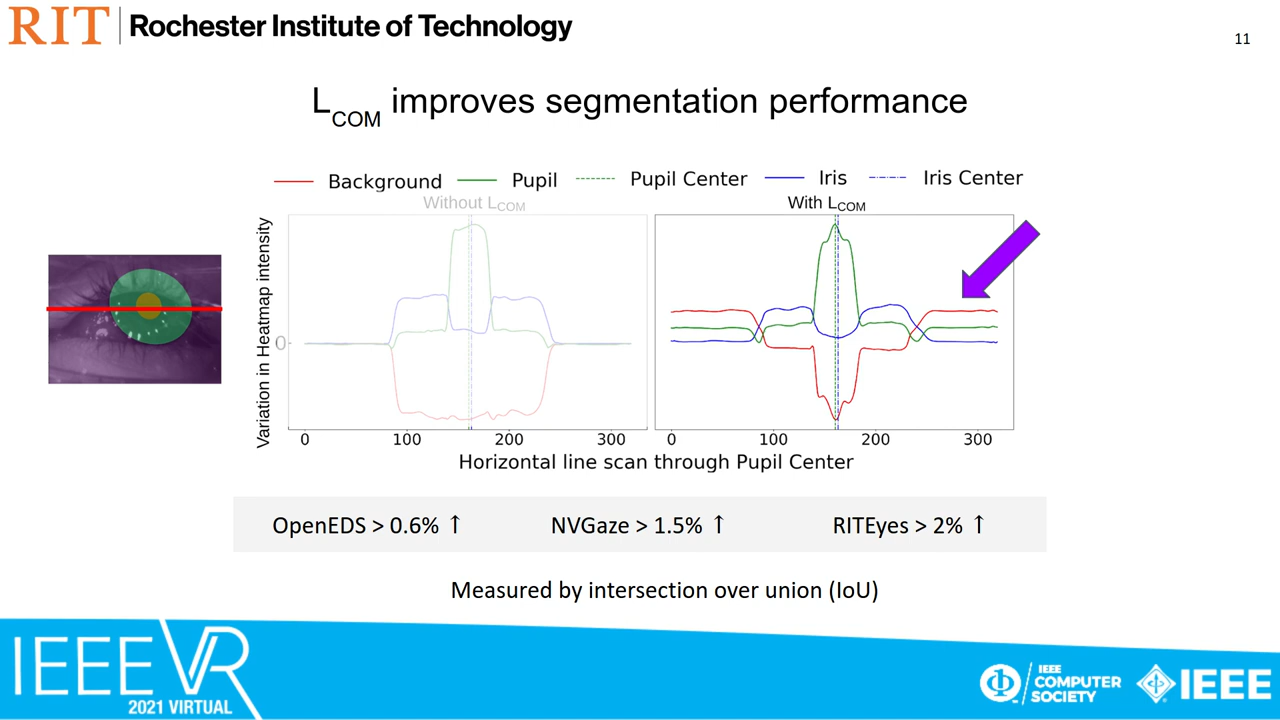 RIT | Rochester Institute of Technology
11
L_COM improves segmentation performance
Background Pupil Pupil Center Iris Iris Center
Without L_COM
With L_COM
Variation in Heatmap intensity
0
0 100 200 300
0 100 200 300
Horizontal line scan through Pupil Center
OpenEDS > 0.6% ↑ NVGaze > 1.5% ↑ RITEyes > 2% ↑
Measured by intersection over union (IoU)
IEEE VR
2021 VIRTUAL
IEEE
COMPUTER
SOCIETY
IEEE